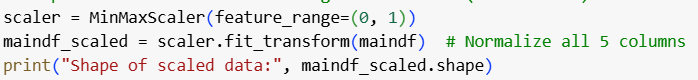 scaler = MinMaxScaler(feature_range=(0, 1))
maindf_scaled = scaler.fit_transform(maindf)  # Normalize all 5 columns
print("Shape of scaled data:", maindf_scaled.shape)